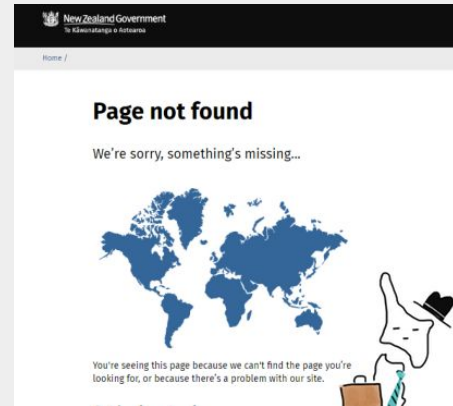 New Zealand Government
Te Kāwanatanga o Aotearoa
Home /
Page not found
We're sorry, something's missing...
You're seeing this page because we can't find the page you're
looking for, or because there's a problem with our site.